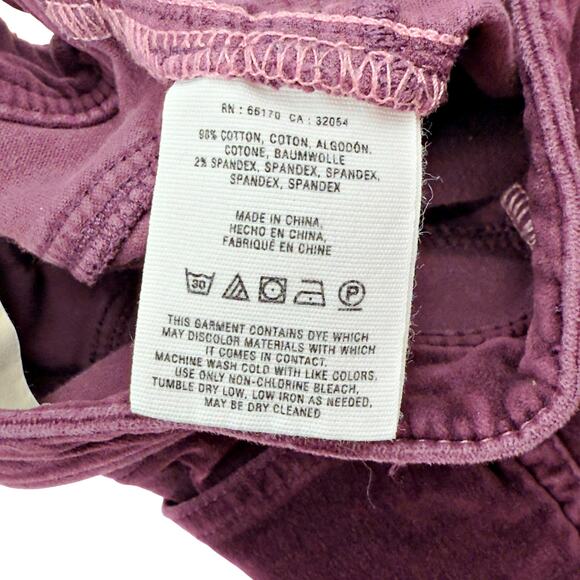 RN : 66170 CA : 32054
98% COTTON, COTON, ALGODÓN,
COTONE, BAUMWOLLE
2% SPANDEX, SPANDEX, SPANDEX,
SPANDEX, SPANDEX
MADE IN CHINA,
HECHO EN CHINA,
FABRIQUÉ EN CHINE
30 P
THIS GARMENT CONTAINS DYE WHICH
MAY DISCOLOR MATERIALS WITH WHICH
IT COMES IN CONTACT.
MACHINE WASH COLD WITH LIKE COLORS,
USE ONLY NON-CHLORINE BLEACH,
TUMBLE DRY LOW, LOW IRON AS NEEDED,
MAY BE DRY CLEANED